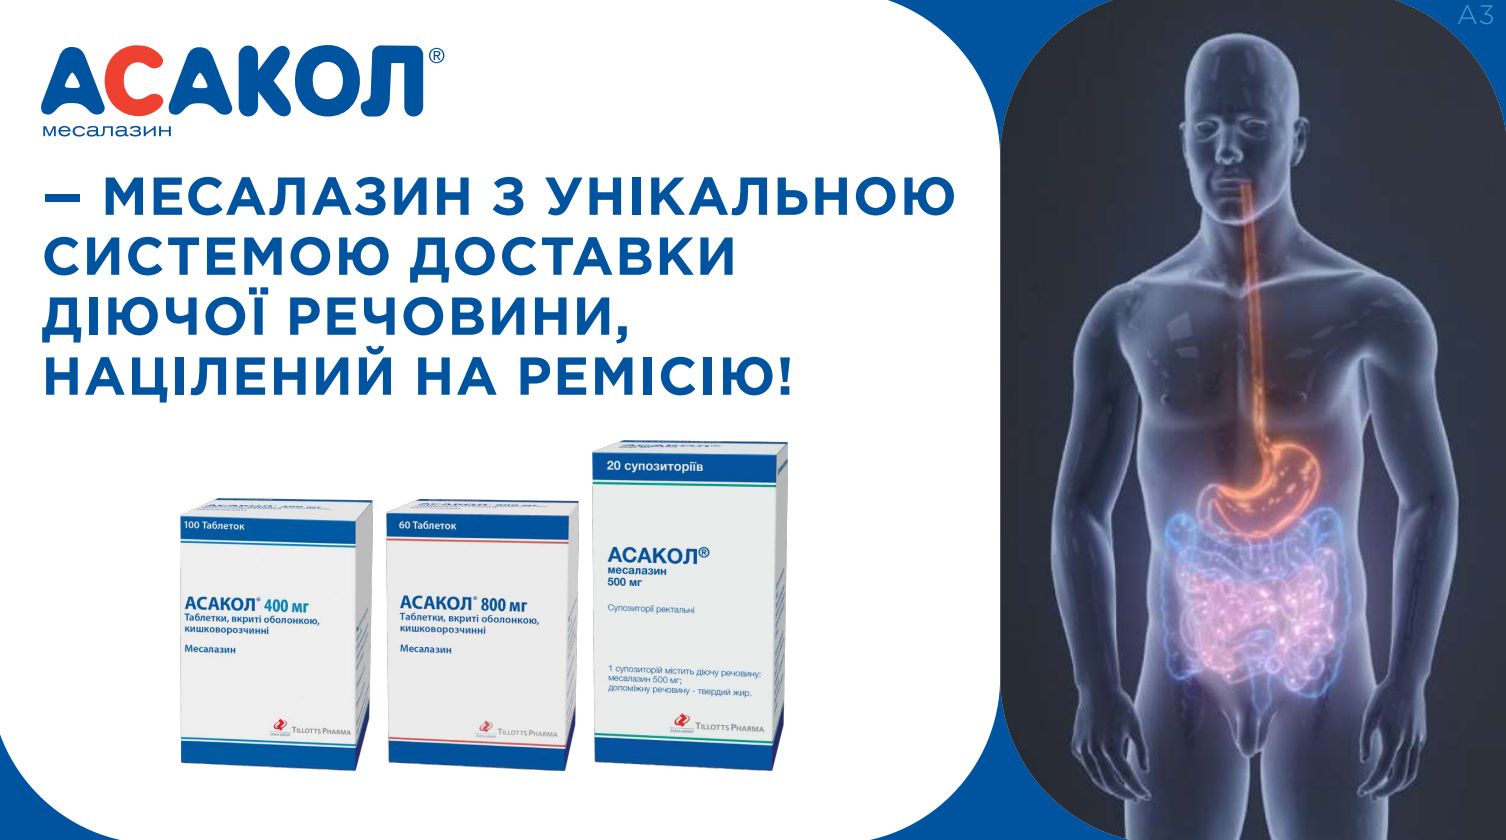 А3
АСАКОЛ®
месалазин
— МЕСАЛАЗИН З УНІКАЛЬНОЮ
СИСТЕМОЮ ДОСТАВКИ
ДІЮЧОЇ РЕЧОВИНИ,
НАЦІЛЕНИЙ НА РЕМІСІЮ!
100 Таблеток
АСАКОЛ® 400 мг
Таблетки, вкриті оболонкою,
кишковорозчинні
Месалазин
TILLOTTS PHARMA
60 Таблеток
АСАКОЛ® 800 мг
Таблетки, вкриті оболонкою,
кишковорозчинні
Месалазин
TILLOTTS PHARMA
20 супозиторіїв
АСАКОЛ®
месалазин
500 мг
Супозиторії ректальні
1 супозиторій містить діючу речовину:
месалазин 500 мг;
допоміжну речовину - твердий жир.
TILLOTTS PHARMA